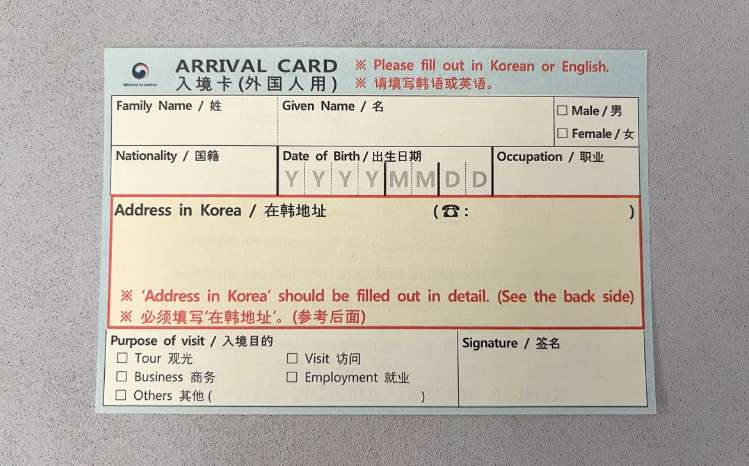 ARRIVAL CARD ※ Please fill out in Korean or English.
入境卡(外国人用) ※ 请填写韩语或英语。
Family Name / 姓 Given Name / 名
☐ Male / 男
☐ Female / 女
Nationality / 国籍 Date of Birth / 出生日期 Occupation / 职业
Y Y Y Y M M D D
Address in Korea / 在韩地址 (☎: )
※ 'Address in Korea' should be filled out in detail. (See the back side)
※ 必须填写'在韩地址'。(参考后面)
Purpose of visit / 入境目的 Signature / 签名
☐ Tour 观光 ☐ Visit 访问
☐ Business 商务 ☐ Employment 就业
☐ Others 其他 ( )